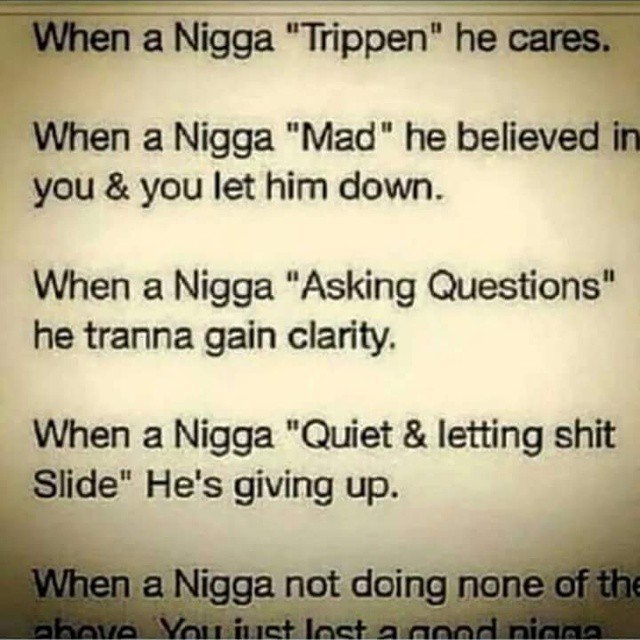 When a Nigga "Trippen" he cares.
When a Nigga "Mad" he believed in
you & you let him down.
When a Nigga "Asking Questions"
he tranna gain clarity.
When a Nigga "Quiet & letting shit
Slide" He's giving up.
When a Nigga not doing none of the
above You just lost a good nigga